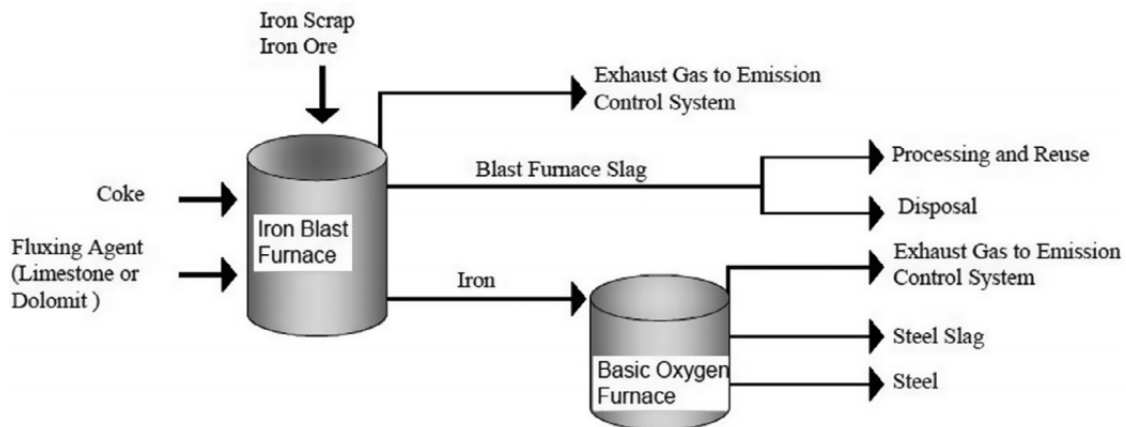 Iron Scrap
Iron Ore
Exhaust Gas to Emission
Control System
Coke
Fluxing Agent
(Limestone or
Dolomit )
Iron Blast
Furnace
Blast Furnace Slag
Processing and Reuse
Disposal
Iron
Basic Oxygen
Furnace
Exhaust Gas to Emission
Control System
Steel Slag
Steel